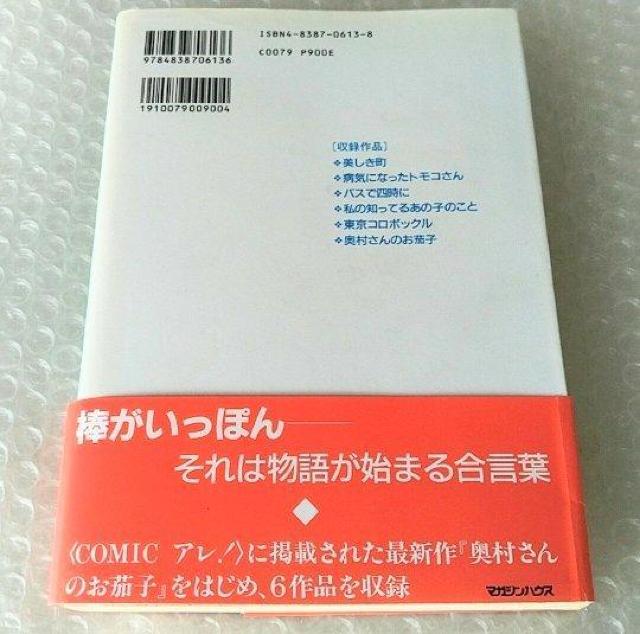 ISBN4-8387-0613-8
C0079 P900E
9784838706136
1910079009004
〔収録作品〕
❖美しき町
❖病気になったトモコさん
❖バスで四時に
❖私の知ってるあの子のこと
❖東京コロボックル
❖奥村さんのお茄子
棒がいっぽん──
それは物語が始まる合言葉
◆
〈COMIC アレ!〉に掲載された最新作『奥村さん
のお茄子』をはじめ、6作品を収録
マガジンハウス